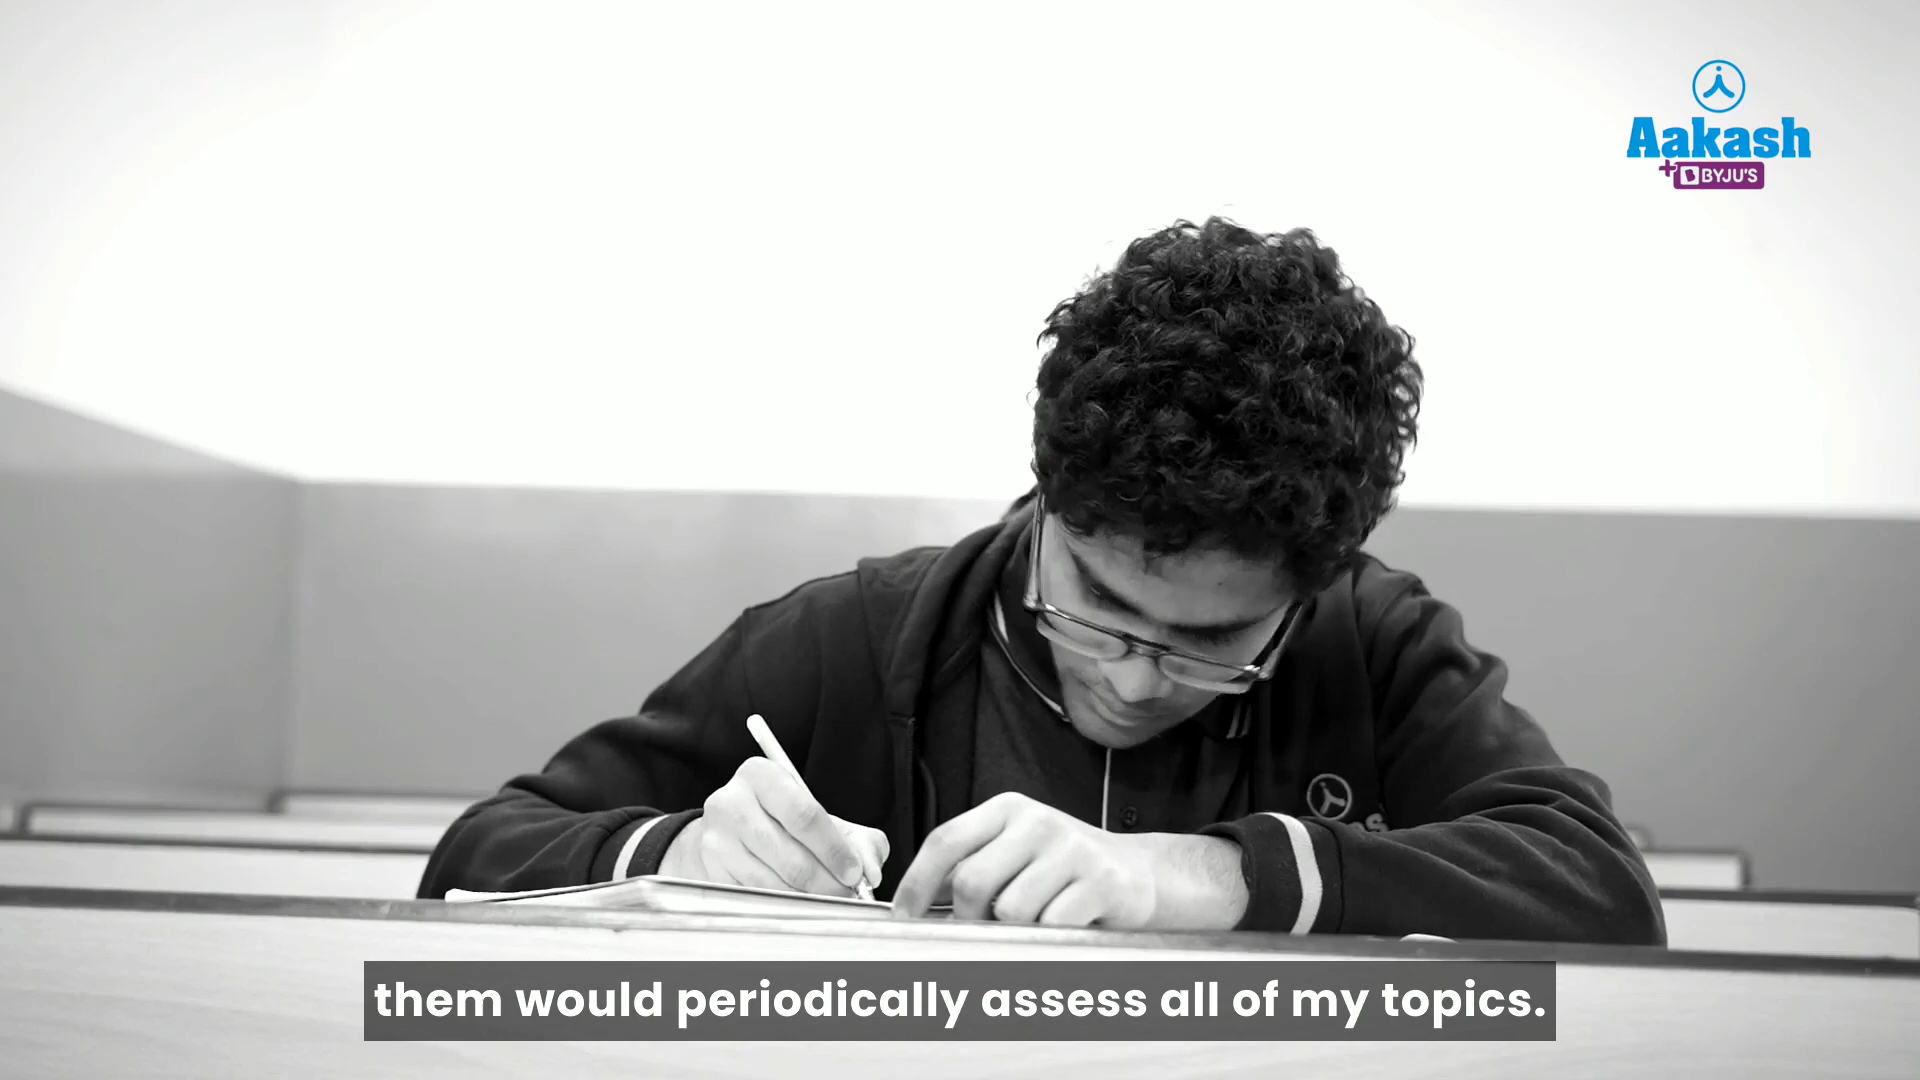 Aakash
+ BYJU'S
them would periodically assess all of my topics.